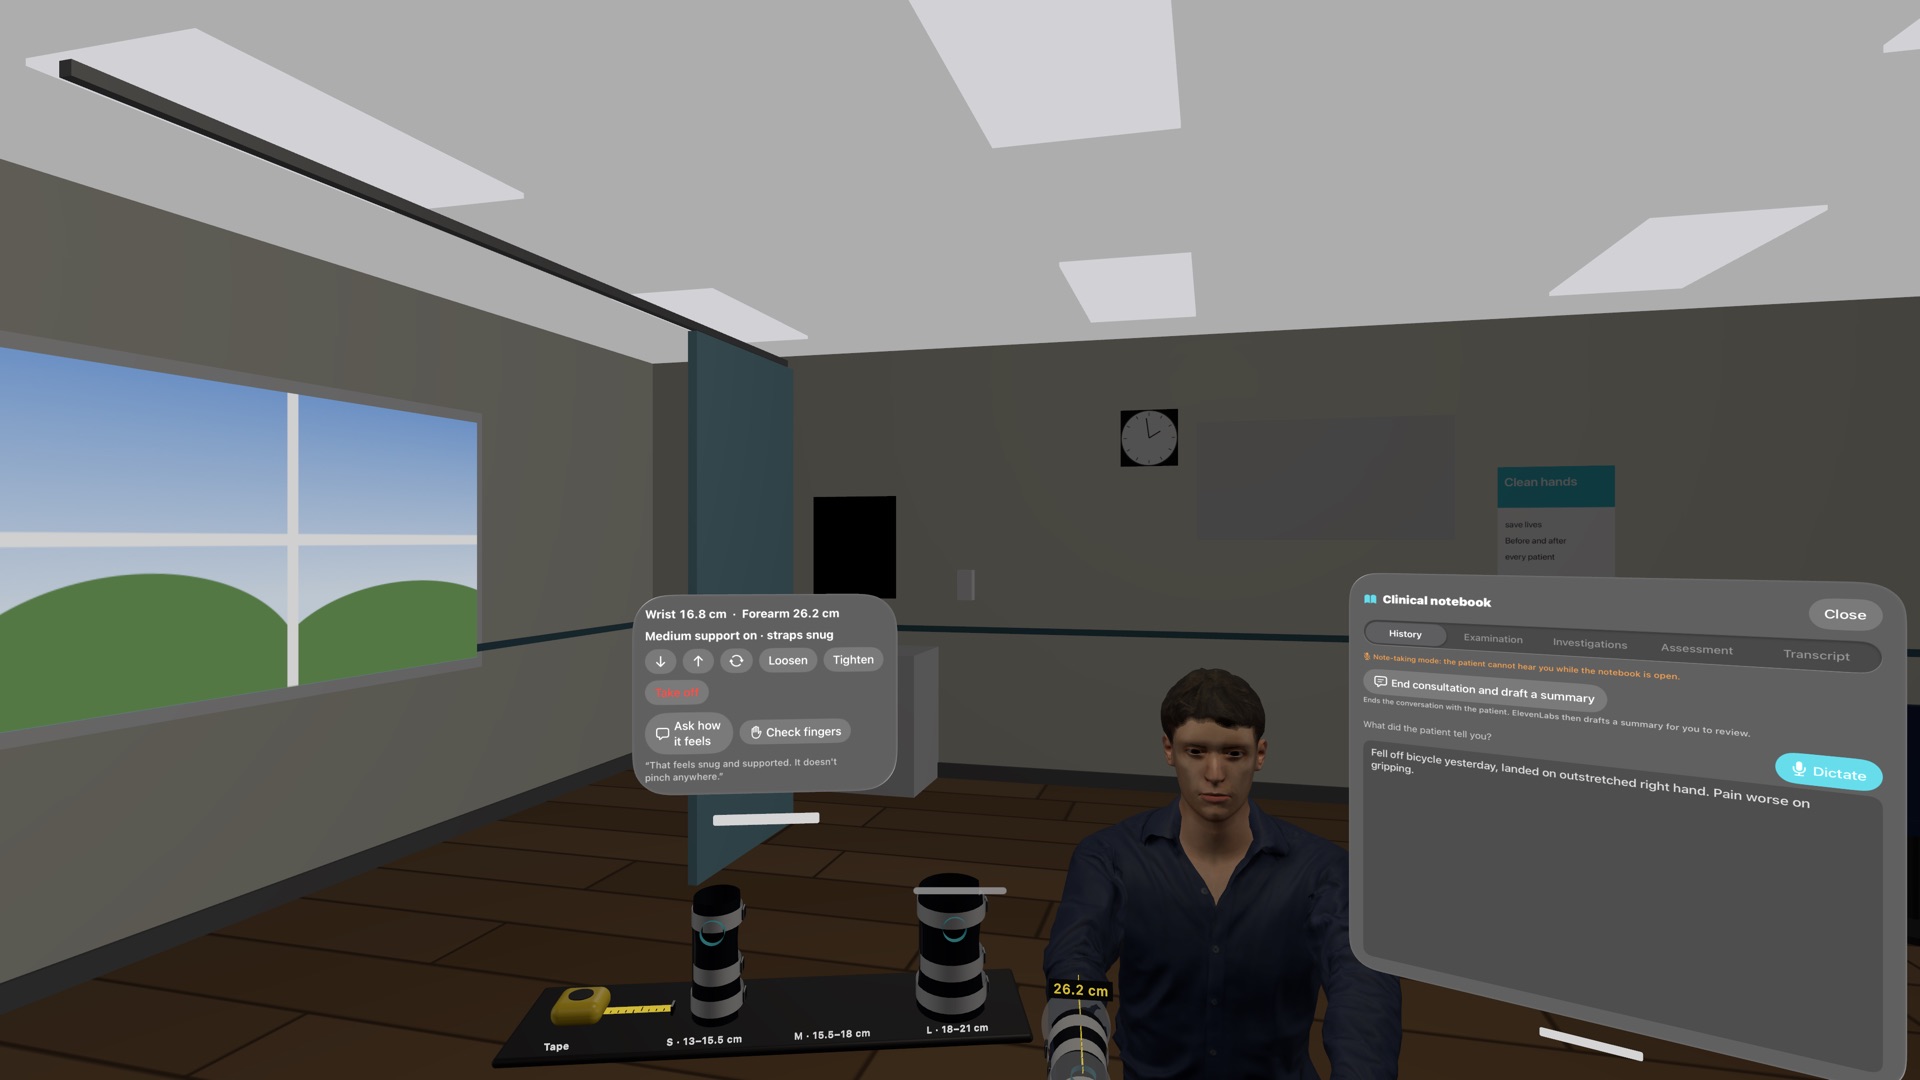 Clean hands
save lives
Before and after
every patient
Wrist 16.8 cm · Forearm 26.2 cm
Medium support on · straps snug
Loosen
Tighten
Take off
Ask how
it feels
Check fingers
“That feels snug and supported. It doesn't
pinch anywhere.”
Clinical notebook
Close
History
Examination
Investigations
Assessment
Transcript
Note-taking mode: the patient cannot hear you while the notebook is open.
End consultation and draft a summary
Ends the conversation with the patient. ElevenLabs then drafts a summary for you to review.
What did the patient tell you?
Dictate
Fell off bicycle yesterday, landed on outstretched right hand. Pain worse on
gripping.
26.2 cm
Tape
S · 13–15.5 cm
M · 15.5–18 cm
L · 18–21 cm